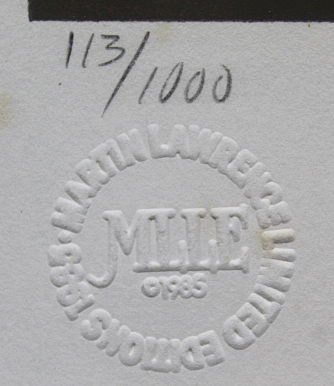 113/1000
MARTIN LAWRENCE LIMITED EDITIONS 1985
MLLE
©1985